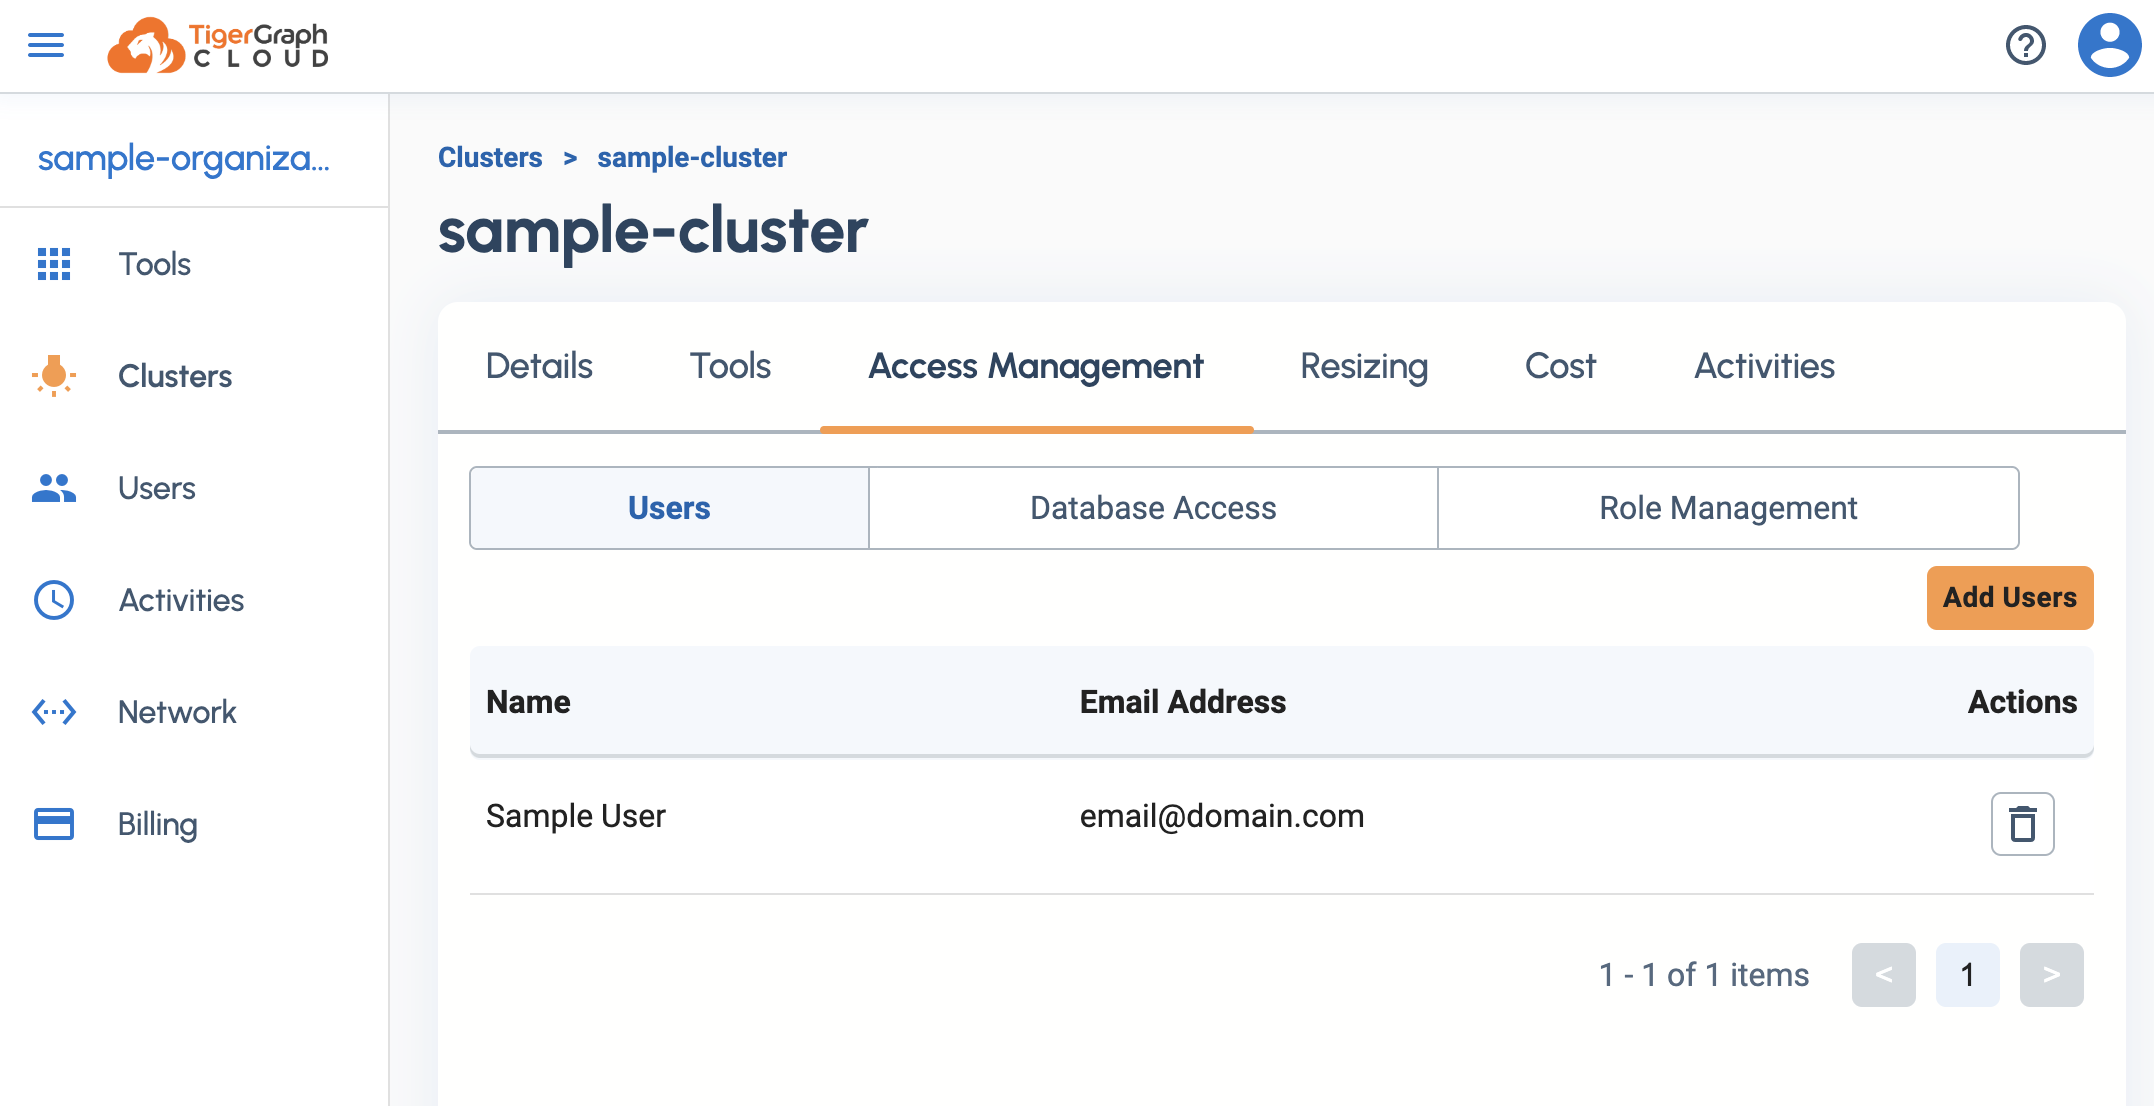 TigerGraph
CLOUD
sample-organiza...
Tools
Clusters
Users
Activities
Network
Billing
Clusters > sample-cluster
sample-cluster
Details Tools Access Management Resizing Cost Activities
Users Database Access Role Management
Add Users
Name Email Address Actions
Sample User email@domain.com
1 - 1 of 1 items < 1 >